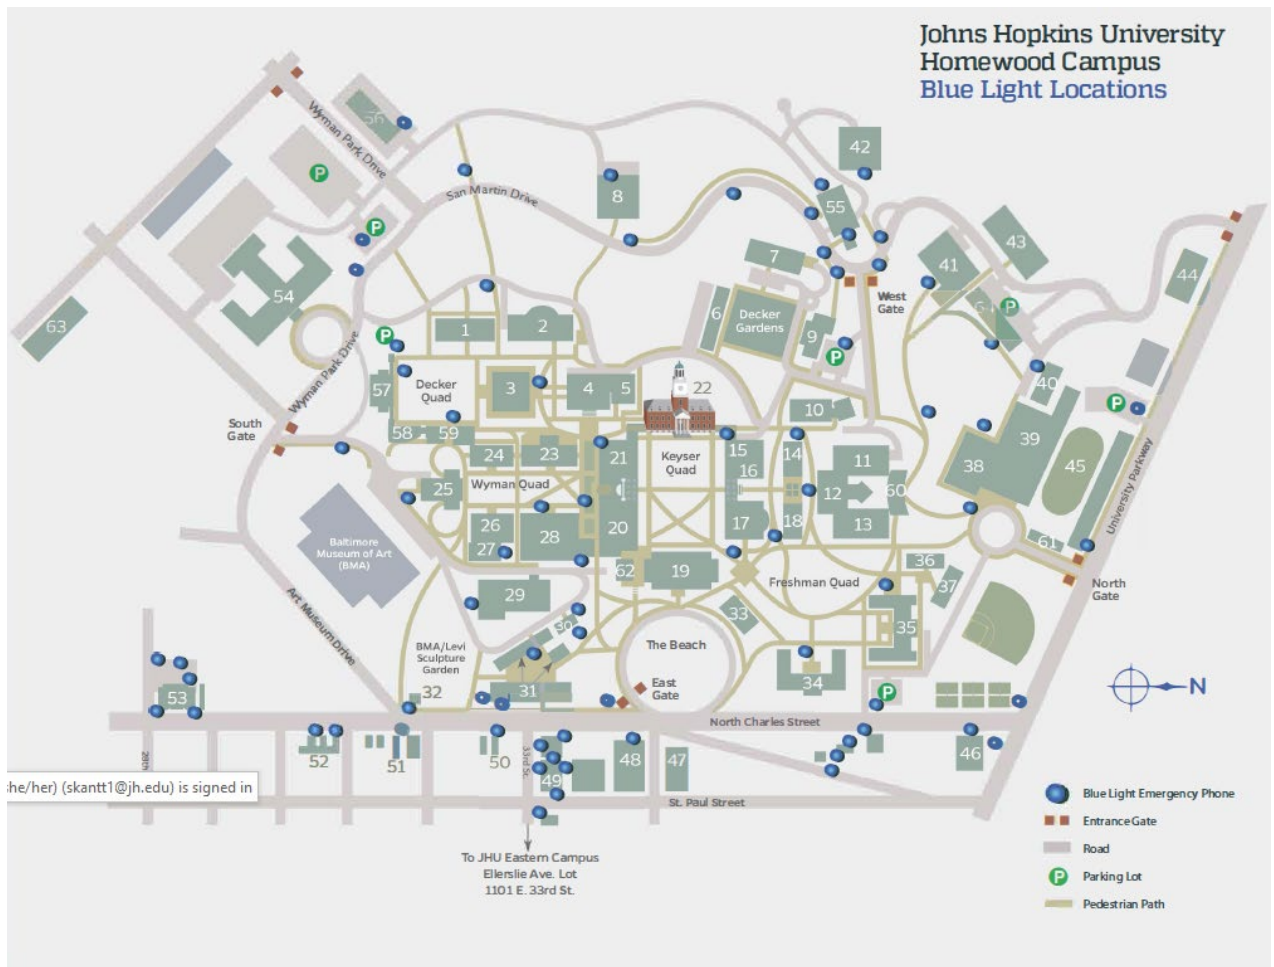 Johns Hopkins University
Homewood Campus
Blue Light Locations
56
Wyman Park Drive
Wyman Park Drive
P
San Martin Drive
8
42
55
P
7
41
43
44
54
63
6
Decker
Gardens
9
West
Gate
P
P
1
2
P
Wyman Park Drive
57
Decker
Quad
3
4
5
22
10
40
P
South
Gate
58
59
24
23
21
Keyser
Quad
15
16
14
11
39
38
45
University Parkway
25
Wyman Quad
12
60
26
27
28
20
17
18
13
61
Baltimore
Museum of Art
(BMA)
62
19
Freshman Quad
36
37
North
Gate
29
33
35
30
Art Museum Drive
BMA/Levi
Sculpture
Garden
The Beach
34
53
32
31
East
Gate
P
N
North Charles Street
28th
52
51
50
33rd St.
49
48
47
46
she/her) (skantt1@jh.edu) is signed in
St. Paul Street
To JHU Eastern Campus
Ellerslie Ave. Lot
1101 E. 33rd St.
Blue Light Emergency Phone
Entrance Gate
Road
P Parking Lot
Pedestrian Path